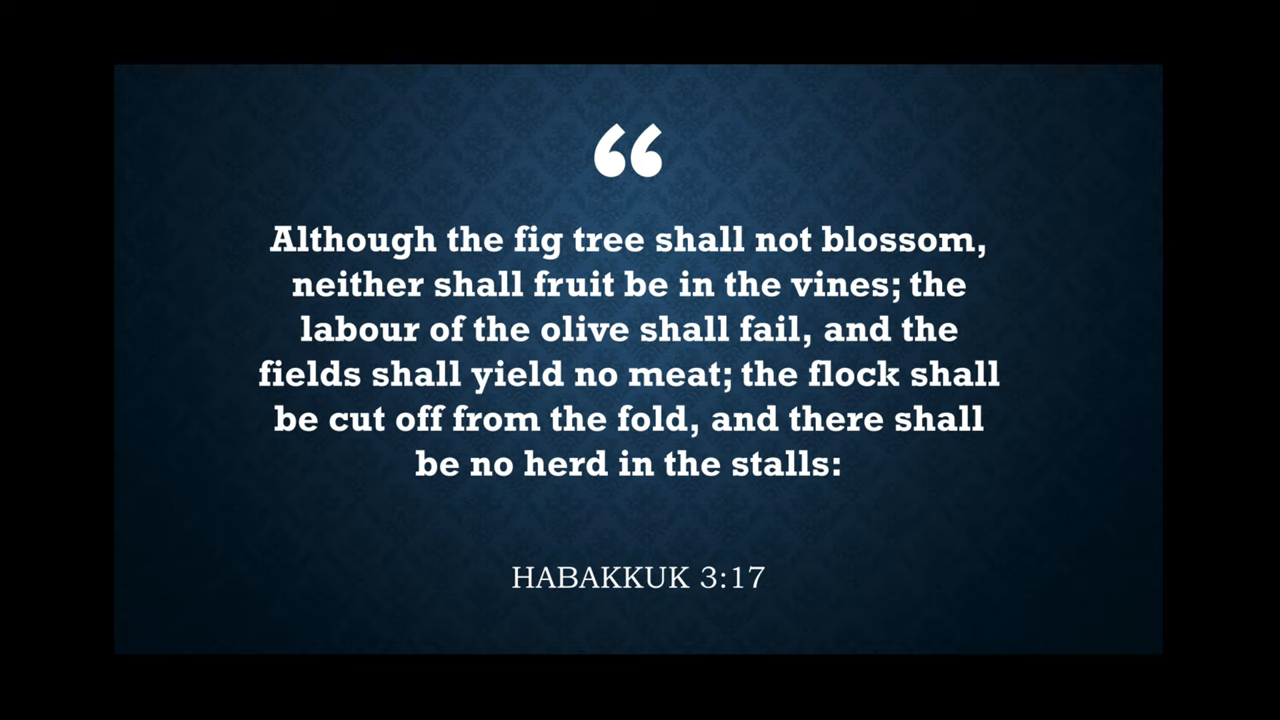 “
Although the fig tree shall not blossom,
neither shall fruit be in the vines; the
labour of the olive shall fail, and the
fields shall yield no meat; the flock shall
be cut off from the fold, and there shall
be no herd in the stalls:
HABAKKUK 3:17